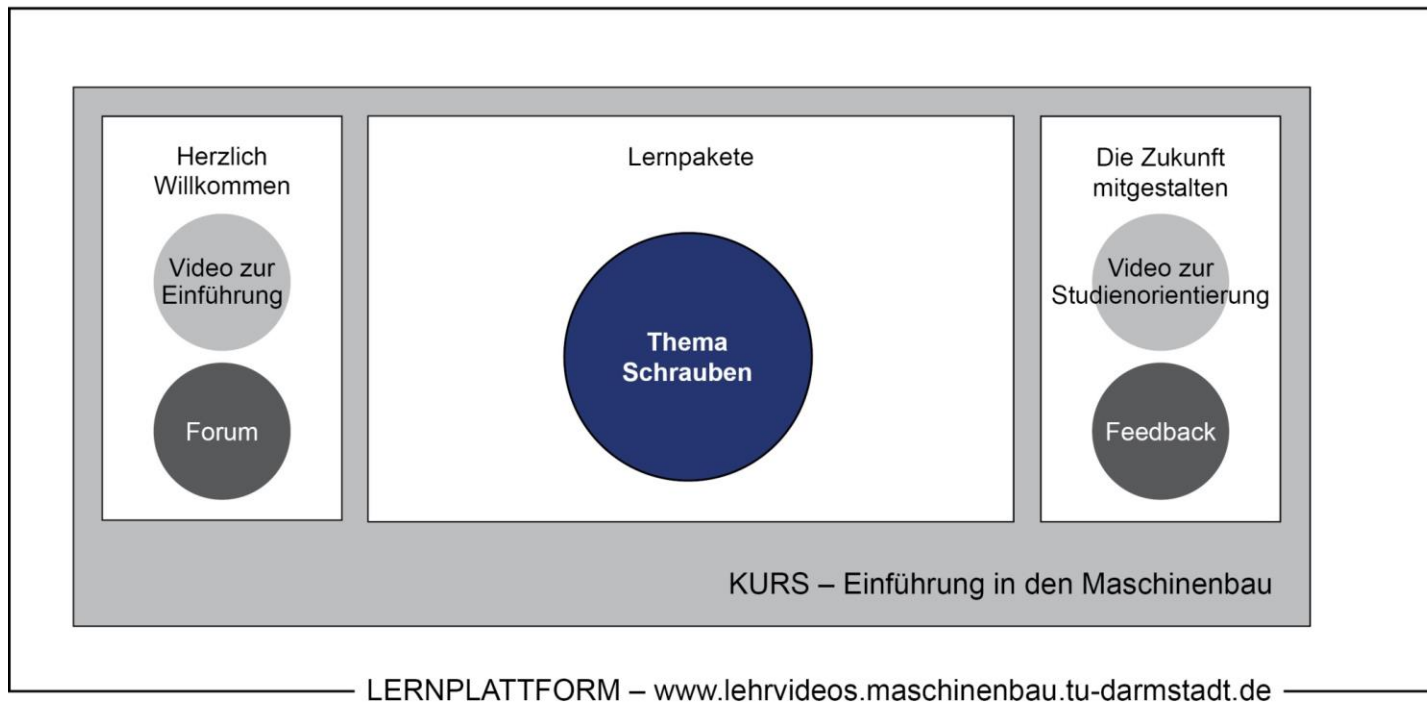 Herzlich
Willkommen
Video zur
Einführung
Forum
Lernpakete
Thema
Schrauben
Die Zukunft
mitgestalten
Video zur
Studienorientierung
Feedback
KURS – Einführung in den Maschinenbau
LERNPLATTFORM – www.lehrvideos.maschinenbau.tu-darmstadt.de